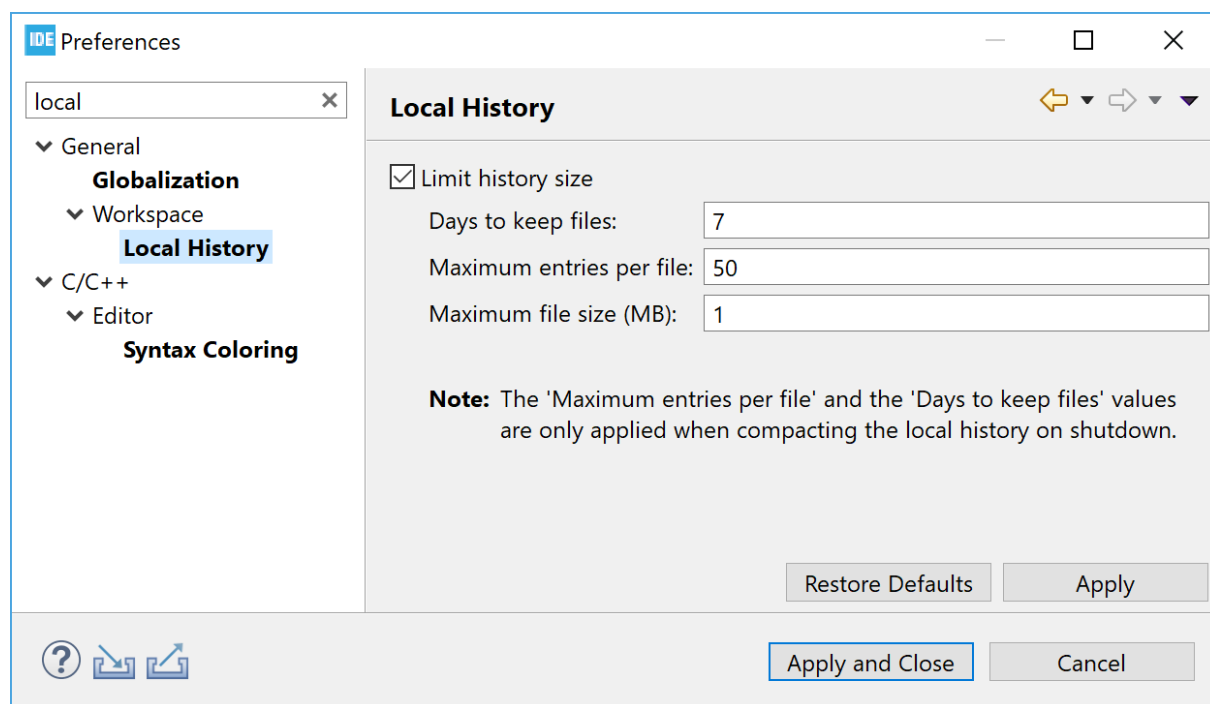 IDE Preferences
local
General
Globalization
Workspace
Local History
C/C++
Editor
Syntax Coloring
Local History
Limit history size
Days to keep files: 7
Maximum entries per file: 50
Maximum file size (MB): 1
Note: The 'Maximum entries per file' and the 'Days to keep files' values
are only applied when compacting the local history on shutdown.
Restore Defaults Apply
? Apply and Close Cancel